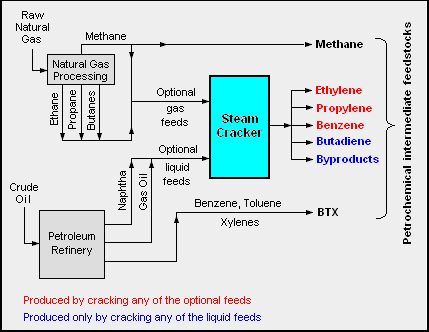 Raw
Natural
Gas
Methane
Methane
Natural Gas
Processing
Ethane
Propane
Butanes
Optional
gas
feeds
Steam
Cracker
Ethylene
Propylene
Benzene
Butadiene
Byproducts
Petrochemical intermediate feedstocks
Optional
liquid
feeds
Naphtha
Gas Oil
Crude
Oil
Petroleum
Refinery
Benzene, Toluene
Xylenes
BTX
Produced by cracking any of the optional feeds
Produced only by cracking any of the liquid feeds